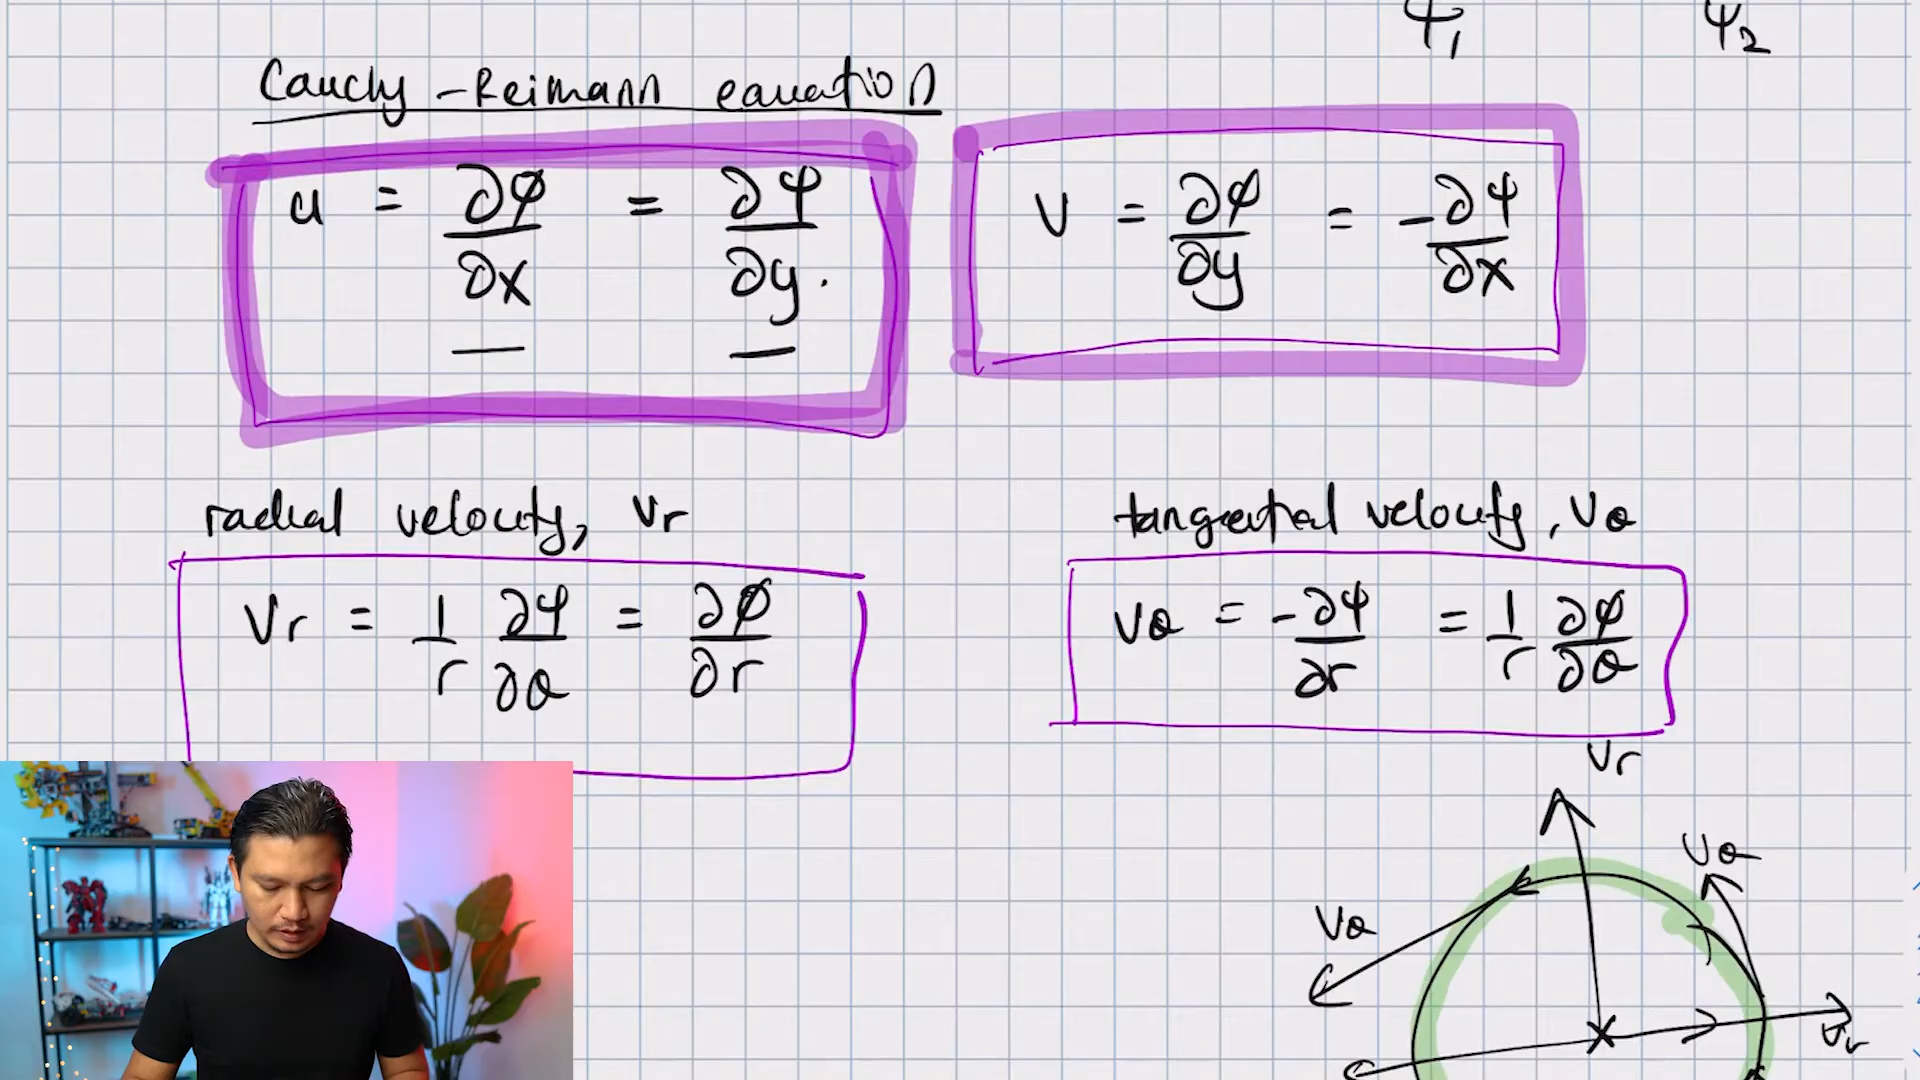 ψ₁ ψ₂
Cauchy - Reimann equation
u = ∂φ/∂x = ∂ψ/∂y. v = ∂φ/∂y = -∂ψ/∂x
radial velocity, Vr tangential velocity, Vθ
Vr = 1/r ∂ψ/∂θ = ∂φ/∂r Vθ = -∂ψ/∂r = 1/r ∂φ/∂θ
Vr
Vθ
Vθ
Vr